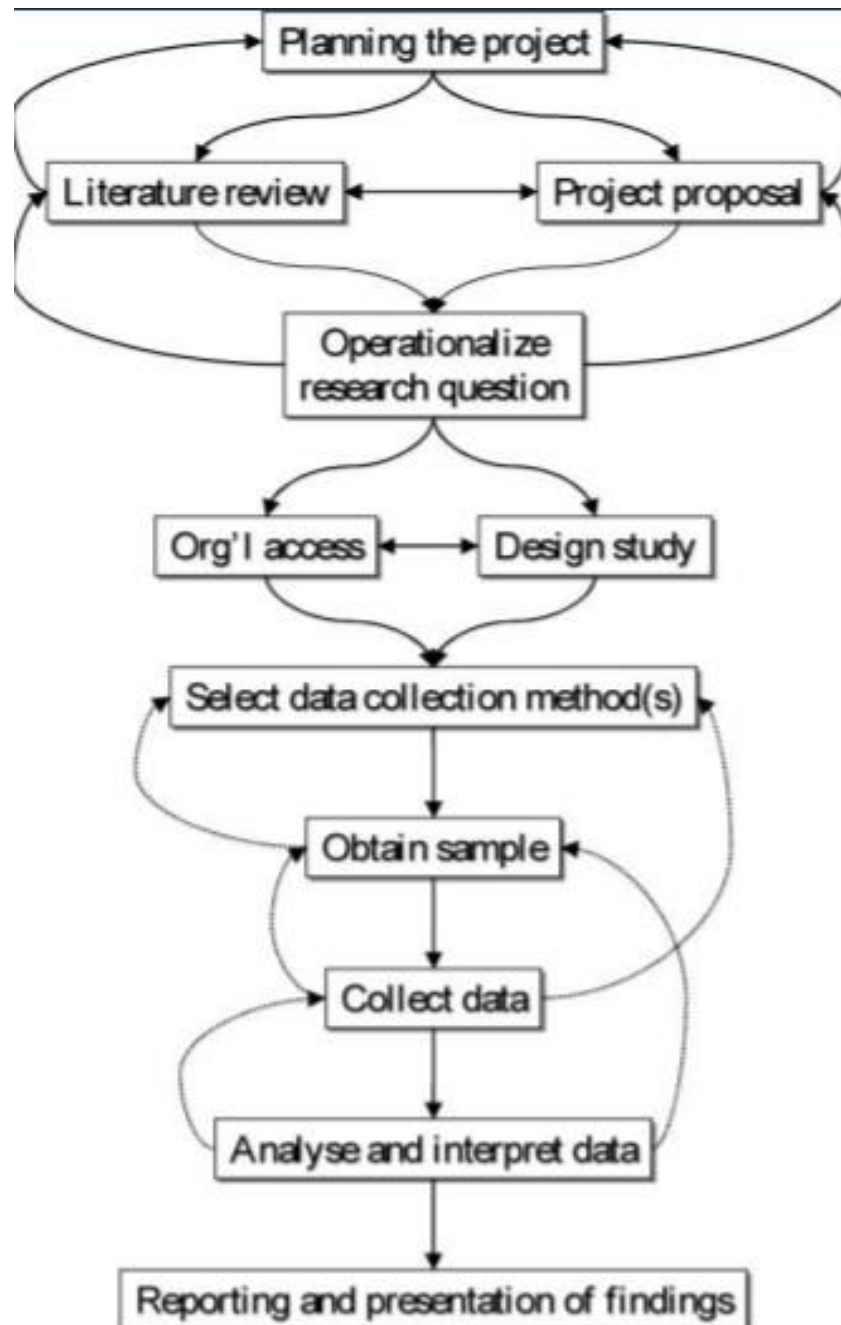 Planning the project
Literature review
Project proposal
Operationalize
research question
Org'l access
Design study
Select data collection method(s)
Obtain sample
Collect data
Analyse and interpret data
Reporting and presentation of findings